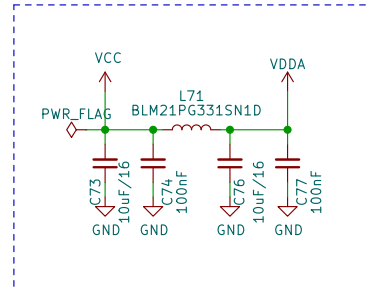 VCC
VDDA
L71
BLM21PG331SN1D
PWR_FLAG
C73
10uF/16
C74
100nF
C76
10uF/16
C77
100nF
GND
GND
GND
GND